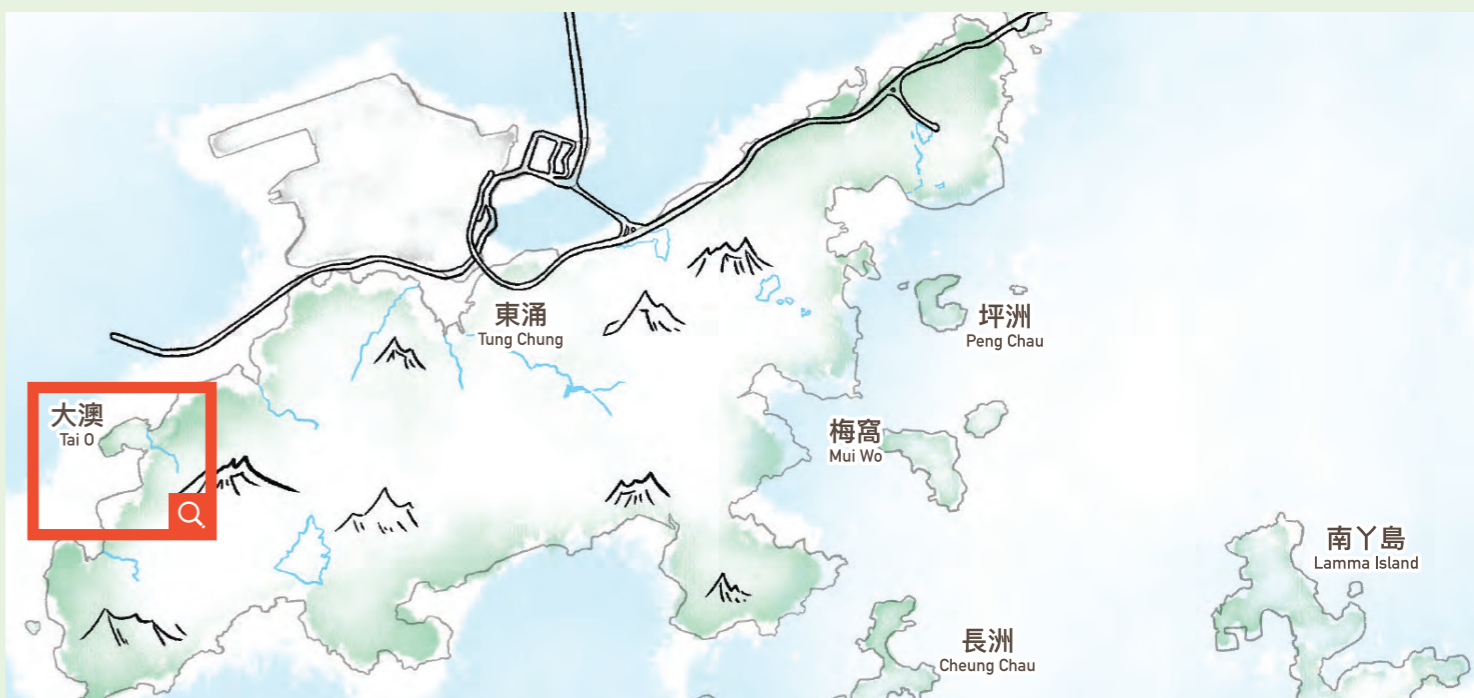 東涌
Tung Chung
坪洲
Peng Chau
大澳
Tai O
梅窩
Mui Wo
南丫島
Lamma Island
長洲
Cheung Chau